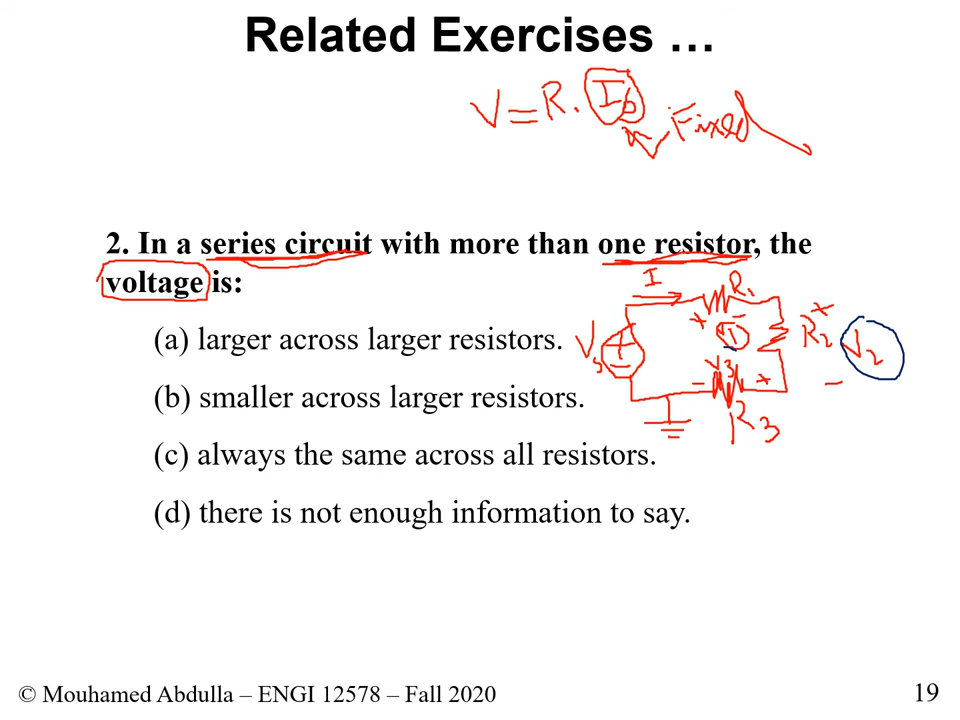 Related Exercises …
V = R. I
Fixed
2. In a series circuit with more than one resistor, the
voltage is:
I
R1
(a) larger across larger resistors.
Vs
+
-
+
-
I
R2
+
-
V2
V3
-
+
R3
(b) smaller across larger resistors.
(c) always the same across all resistors.
(d) there is not enough information to say.
© Mouhamed Abdulla – ENGI 12578 – Fall 2020
19